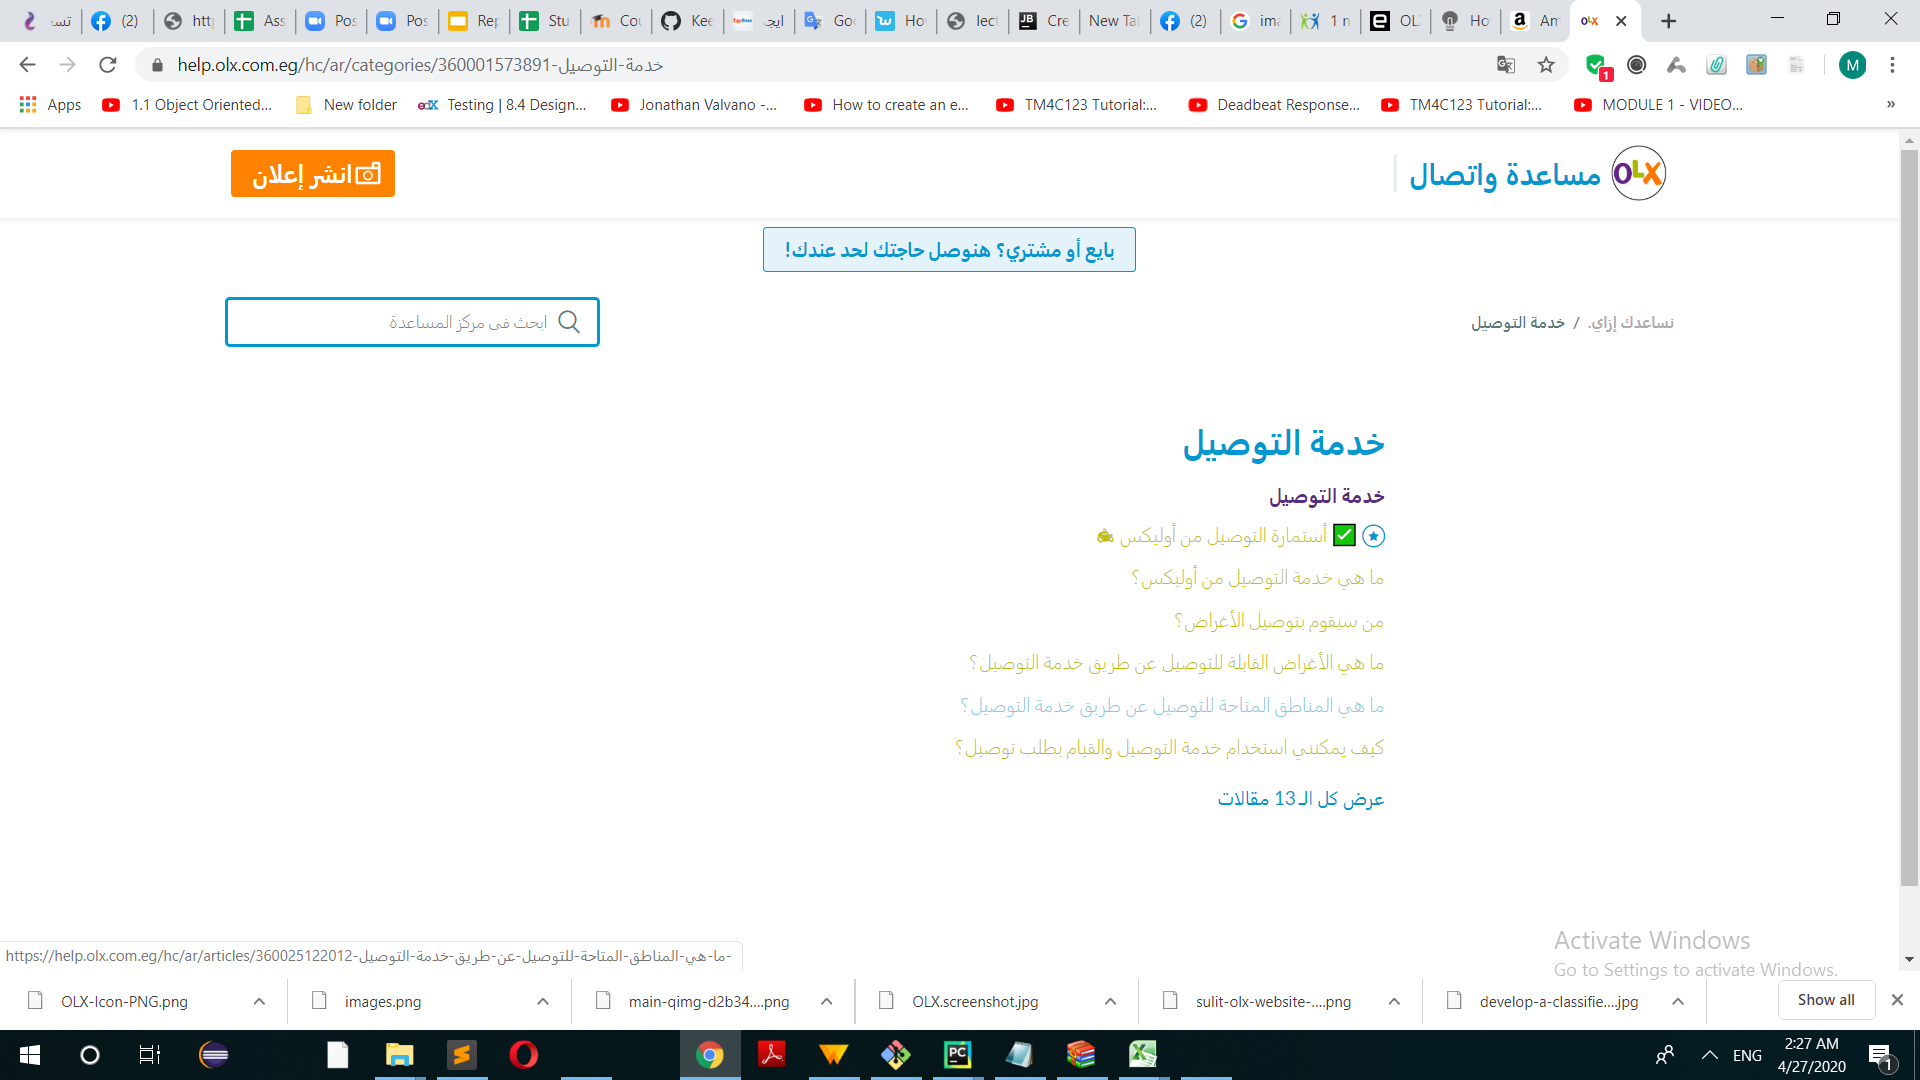 تسع
(2)
http
Ass
Pos
Pos
Rep
Stu
Cou
Kee
ايجـ
Goo
Ho
lect
Cre
New Tal
(2)
ima
1 n
OL
Ho
Am
help.olx.com.eg/hc/ar/categories/360001573891-خدمة-التوصيل
M
Apps
1.1 Object Oriented...
New folder
Testing | 8.4 Design...
Jonathan Valvano -...
How to create an e...
TM4C123 Tutorial:...
Deadbeat Response...
TM4C123 Tutorial:...
MODULE 1 - VIDEO...
»
OLX
مساعدة واتصال
انشر إعلان
بايع أو مشتري؟ هنوصل حاجتك لحد عندك!
نساعدك إزاي. / خدمة التوصيل
ابحث فى مركز المساعدة
خدمة التوصيل
خدمة التوصيل
أستمارة التوصيل من أوليكس
ما هي خدمة التوصيل من أوليكس؟
من سيقوم بتوصيل الأغراض؟
ما هي الأغراض القابلة للتوصيل عن طريق خدمة التوصيل؟
ما هي المناطق المتاحة للتوصيل عن طريق خدمة التوصيل؟
كيف يمكنني استخدام خدمة التوصيل والقيام بطلب توصيل؟
عرض كل الـ 13 مقالات
Activate Windows
Go to Settings to activate Windows.
https://help.olx.com.eg/hc/ar/articles/360025122012-ما-هي-المناطق-المتاحة-للتوصيل-عن-طريق-خدمة-التوصيل-
OLX-Icon-PNG.png
images.png
main-qimg-d2b34....png
OLX.screenshot.jpg
sulit-olx-website-....png
develop-a-classifie....jpg
Show all
ENG
2:27 AM
4/27/2020
1